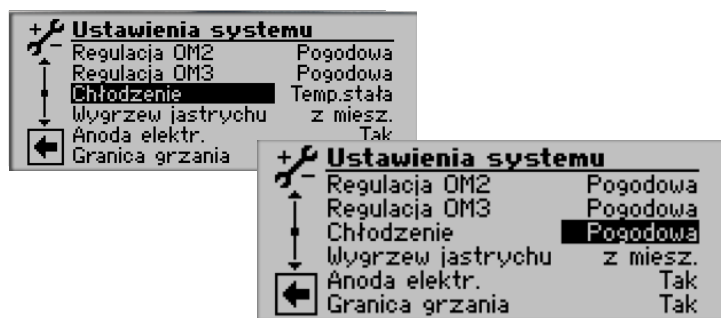 Ustawienia systemu
Regulacja OM2 Pogodowa
Regulacja OM3 Pogodowa
Chłodzenie Temp.stała
Wygrzew jastrychu z miesz.
Anoda elektr. Tak
Granica grzania
Ustawienia systemu
Regulacja OM2 Pogodowa
Regulacja OM3 Pogodowa
Chłodzenie Pogodowa
Wygrzew jastrychu z miesz.
Anoda elektr. Tak
Granica grzania Tak